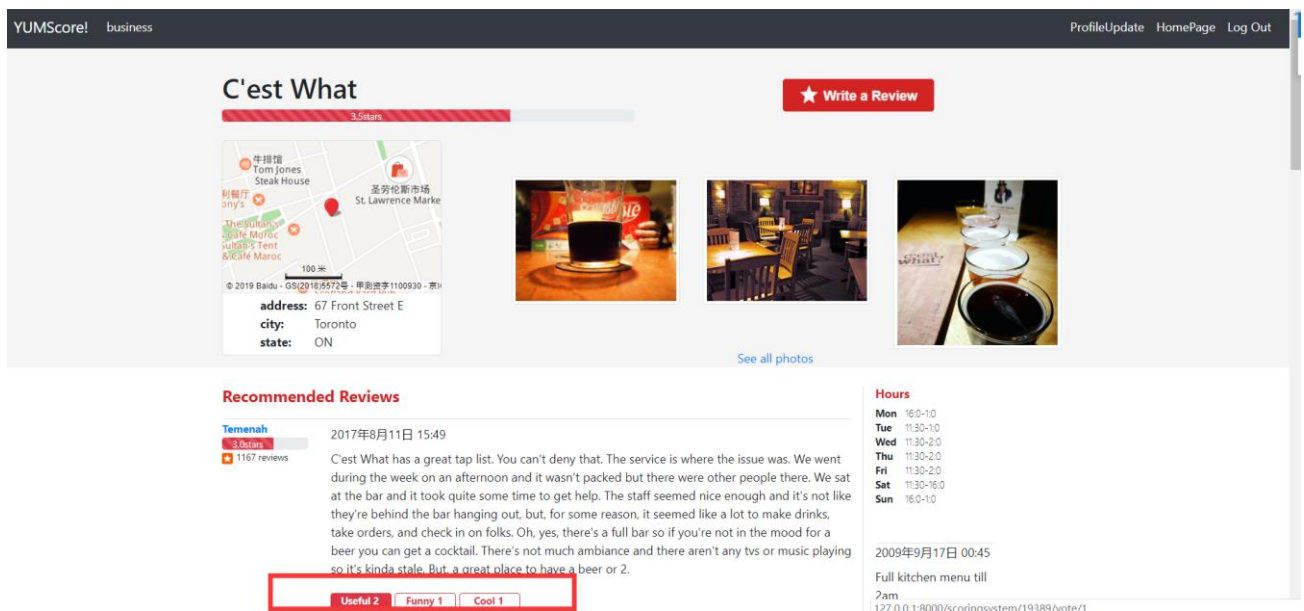 YUMScore! business ProfileUpdate HomePage Log Out
C'est What
3.5stars
Write a Review
牛排馆
Tom Jones
Steak House
圣劳伦斯市场
St. Lawrence Marke
The sultan's
Café Moroc
ultan's Tent
& Café Maroc
100 米
© 2019 Baidu - GS(2018)5572号 - 甲测资字1100930 - 京
address: 67 Front Street E
city: Toronto
state: ON
See all photos
Recommended Reviews
Temenah
3.0stars
1167 reviews
2017年8月11日 15:49
C'est What has a great tap list. You can't deny that. The service is where the issue was. We went
during the week on an afternoon and it wasn't packed but there were other people there. We sat
at the bar and it took quite some time to get help. The staff seemed nice enough and it's not like
they're behind the bar hanging out, but, for some reason, it seemed like a lot to make drinks,
take orders, and check in on folks. Oh, yes, there's a full bar so if you're not in the mood for a
beer you can get a cocktail. There's not much ambiance and there aren't any tvs or music playing
so it's kinda stale. But, a great place to have a beer or 2.
Useful 2 Funny 1 Cool 1
Hours
Mon 16:0-1:0
Tue 11:30-1:0
Wed 11:30-2:0
Thu 11:30-2:0
Fri 11:30-2:0
Sat 11:30-16:0
Sun 16:0-1:0
2009年9月17日 00:45
Full kitchen menu till
2am
127.0.0.1:8000/scoringsystem/19389/vote/1